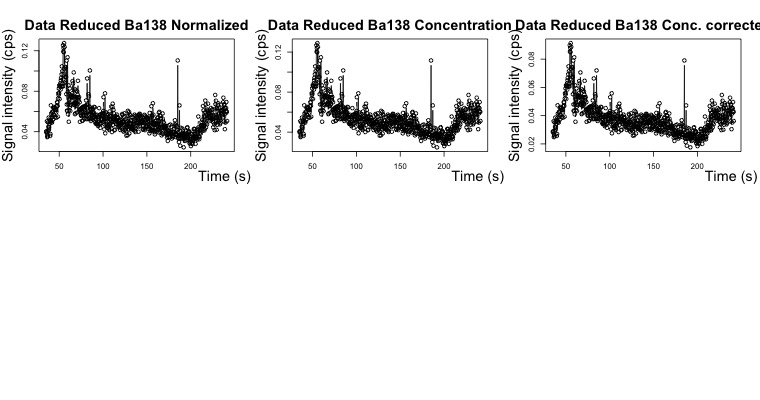 Data Reduced Ba138 Normalized
Signal intensity (cps)
0.04
0.08
0.12
50
100
150
200
Time (s)
Data Reduced Ba138 Concentration
Signal intensity (cps)
0.04
0.08
0.12
50
100
150
200
Time (s)
Data Reduced Ba138 Conc. correcte
Signal intensity (cps)
0.02
0.04
0.06
0.08
50
100
150
200
Time (s)